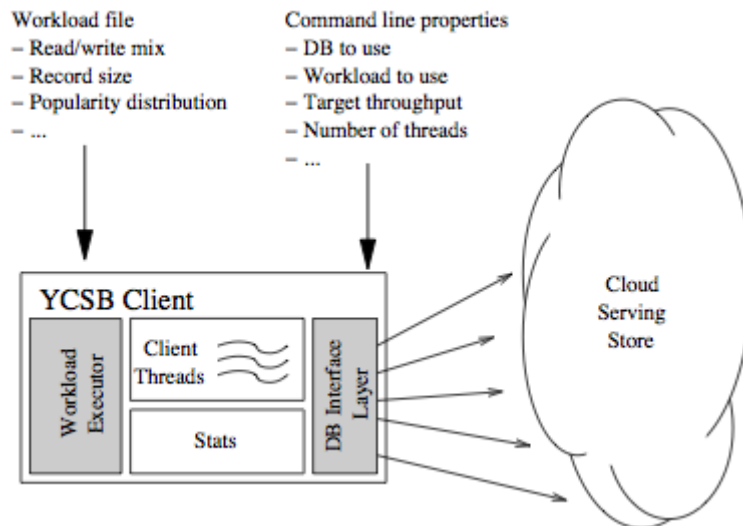 Workload file
– Read/write mix
– Record size
– Popularity distribution
– ...
Command line properties
– DB to use
– Workload to use
– Target throughput
– Number of threads
– ...
YCSB Client
Workload
Executor
Client
Threads
Stats
DB Interface
Layer
Cloud
Serving
Store